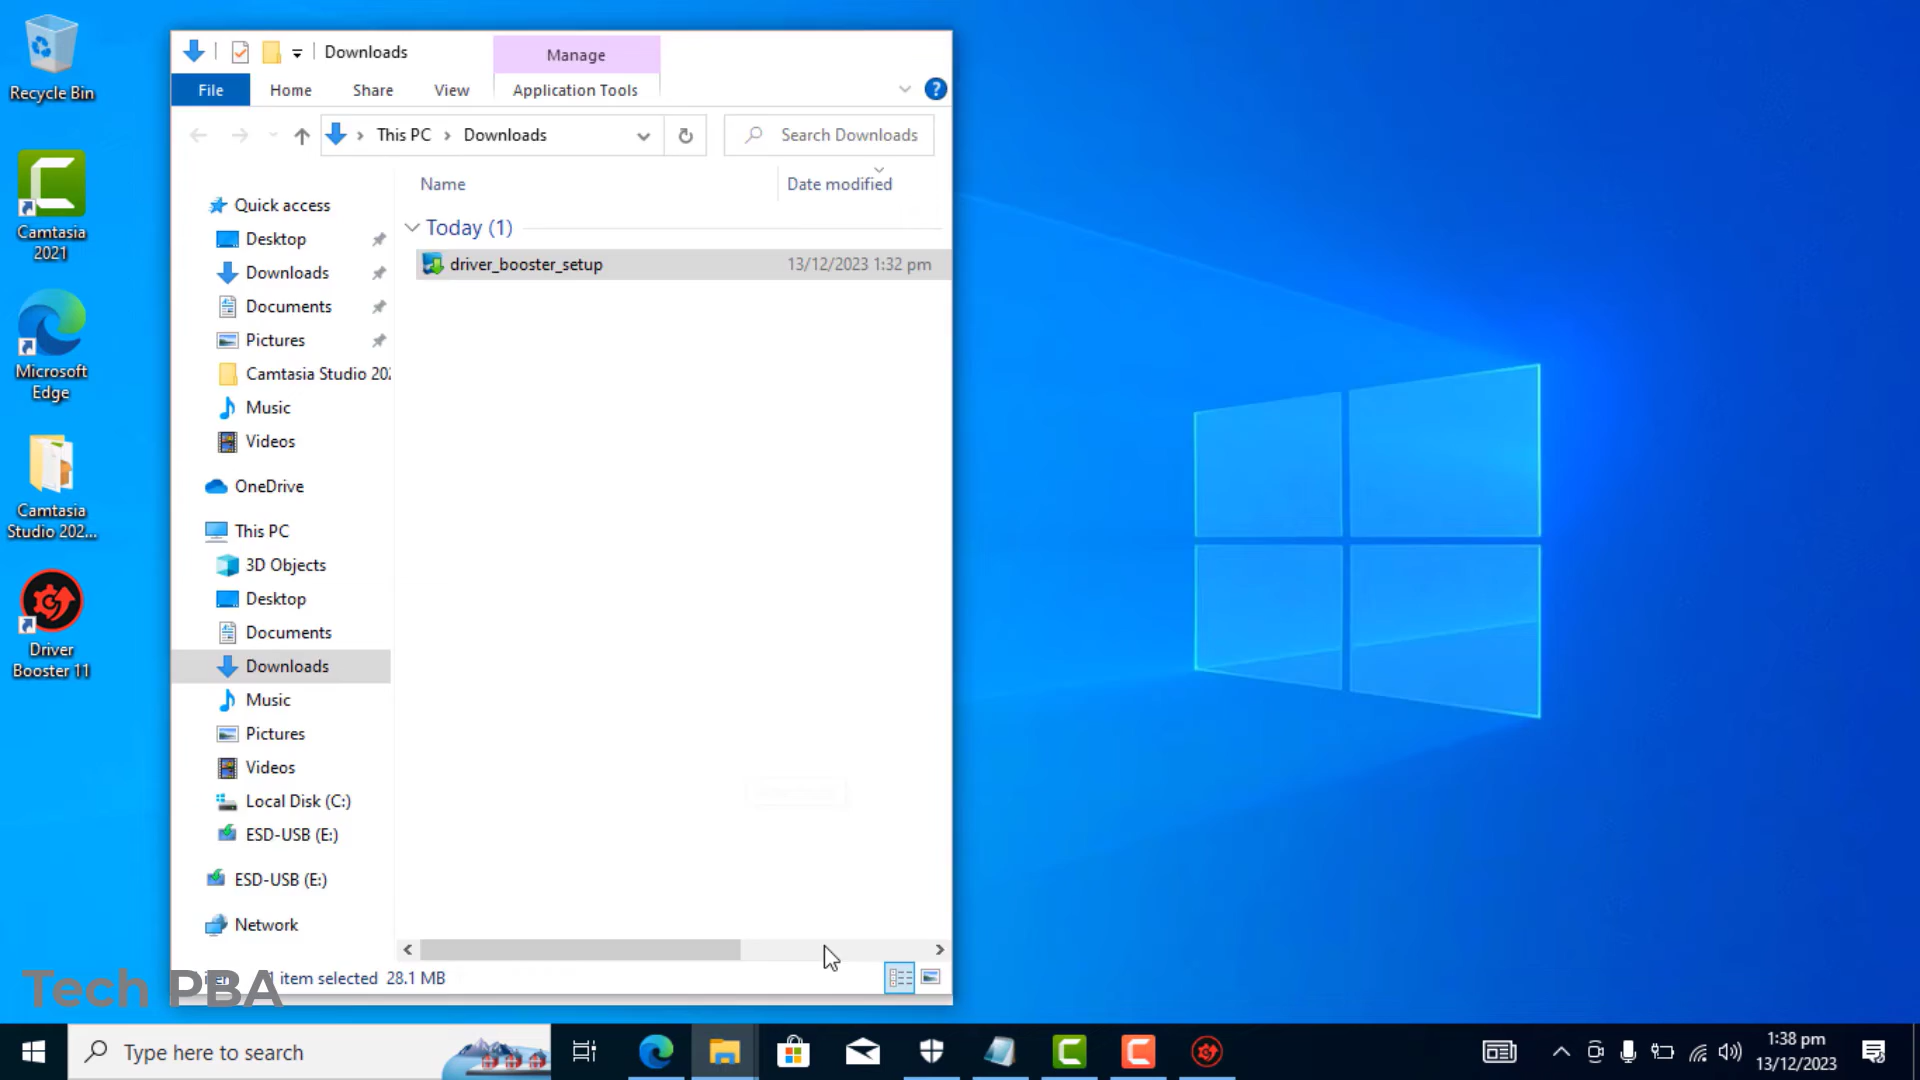 Recycle Bin
Camtasia
2021
Microsoft
Edge
Camtasia
Studio 202...
Driver
Booster 11
Downloads
Manage
File
Home
Share
View
Application Tools
This PC
Downloads
Search Downloads
Name
Date modified
Quick access
Desktop
Downloads
Documents
Pictures
Camtasia Studio 202
Music
Videos
OneDrive
This PC
3D Objects
Desktop
Documents
Downloads
Music
Pictures
Videos
Local Disk (C:)
ESD-USB (E:)
ESD-USB (E:)
Network
Today (1)
driver_booster_setup 13/12/2023 1:32 pm
1 item selected 28.1 MB
Tech PBA
Type here to search
1:38 pm
13/12/2023